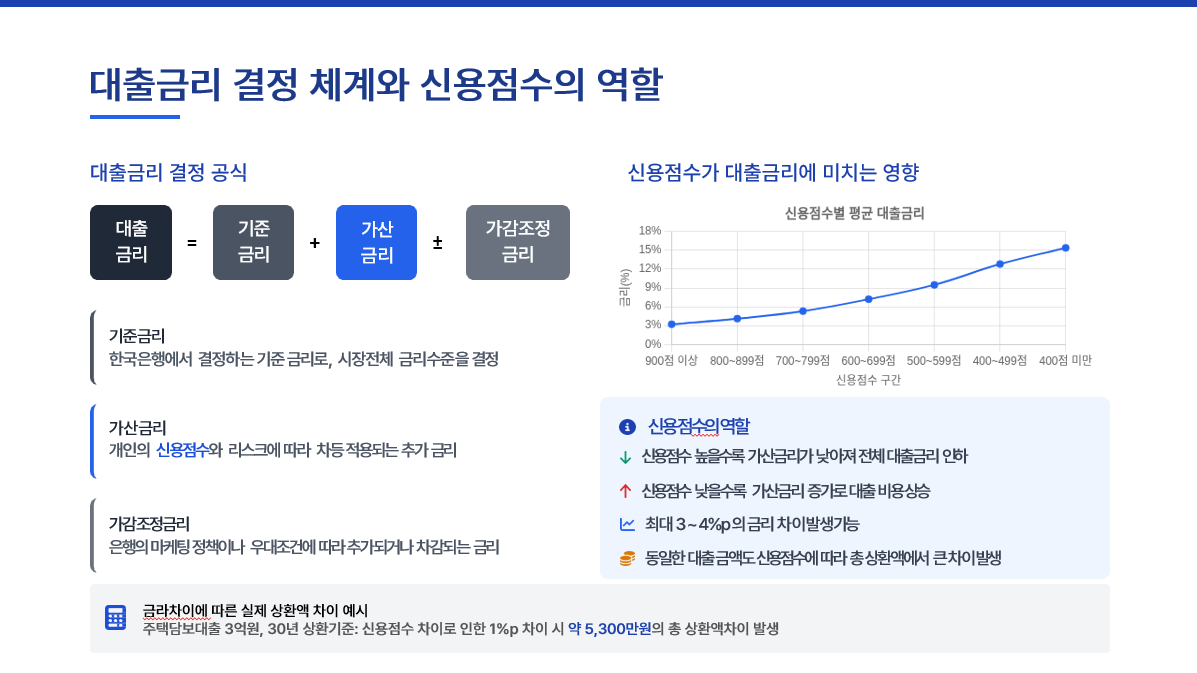 대출금리 결정 체계와 신용점수의 역할
대출금리 결정 공식
대출
금리
=
기준
금리
+
가산
금리
±
가감조정
금리
기준금리
한국은행에서 결정하는 기준 금리로, 시장전체 금리수준을 결정
가산금리
개인의 신용점수와 리스크에 따라 차등 적용되는 추가 금리
가감조정금리
은행의 마케팅 정책이나 우대조건에 따라 추가되거나 차감되는 금리
신용점수가 대출금리에 미치는 영향
신용점수별 평균 대출금리
18%
15%
12%
9%
6%
3%
0%
금리(%)
900점 이상 800~899점 700~799점 600~699점 500~599점 400~499점 400점 미만
신용점수 구간
신용점수의 역할
신용점수 높을수록 가산금리가 낮아져 전체 대출금리 인하
신용점수 낮을수록 가산금리 증가로 대출 비용 상승
최대 3~4%p의 금리 차이 발생 가능
동일한 대출 금액도 신용점수에 따라 총 상환액에서 큰 차이 발생
금라차이에 따른 실제 상환액 차이 예시
주택담보대출 3억원, 30년 상환기준: 신용점수 차이로 인한 1%p 차이 시 약 5,300만원의 총 상환액차이 발생